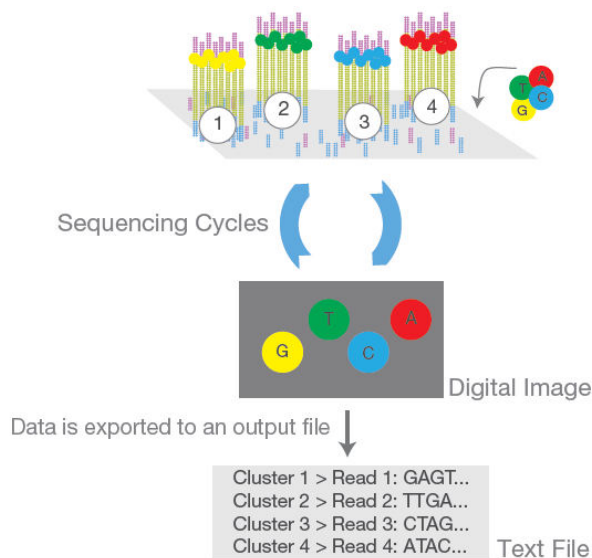 A
T
C
G
1
2
3
4
Sequencing Cycles
T
A
G
C
Digital Image
Data is exported to an output file
Cluster 1 > Read 1: GAGT...
Cluster 2 > Read 2: TTGA...
Cluster 3 > Read 3: CTAG...
Cluster 4 > Read 4: ATAC...
Text File